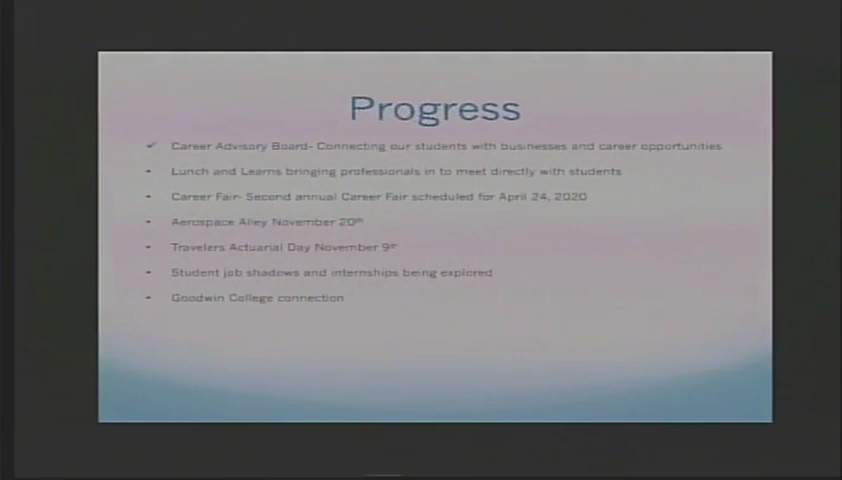 Progress
✓ Career Advisory Board- Connecting our students with businesses and career opportunities
• Lunch and Learns bringing professionals in to meet directly with students
• Career Fair- Second annual Career Fair scheduled for April 24, 2020
• Aerospace Alley November 20th
• Travelers Actuarial Day November 9th
• Student job shadows and internships being explored
• Goodwin College connection